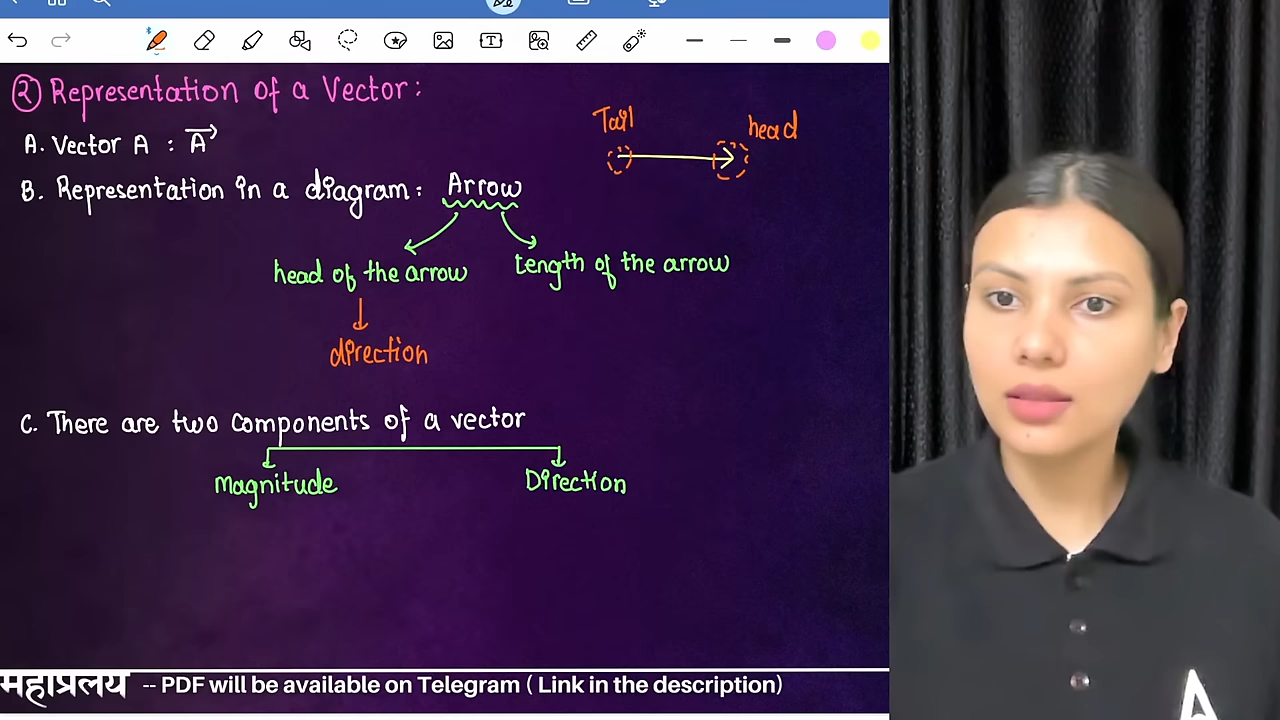 ② Representation of a Vector:
Tail
head
A. Vector A : A→
B. Representation in a diagram: Arrow
head of the arrow
length of the arrow
direction
C. There are two components of a vector
Magnitude
Direction
महाप्रलय -- PDF will be available on Telegram ( Link in the description)